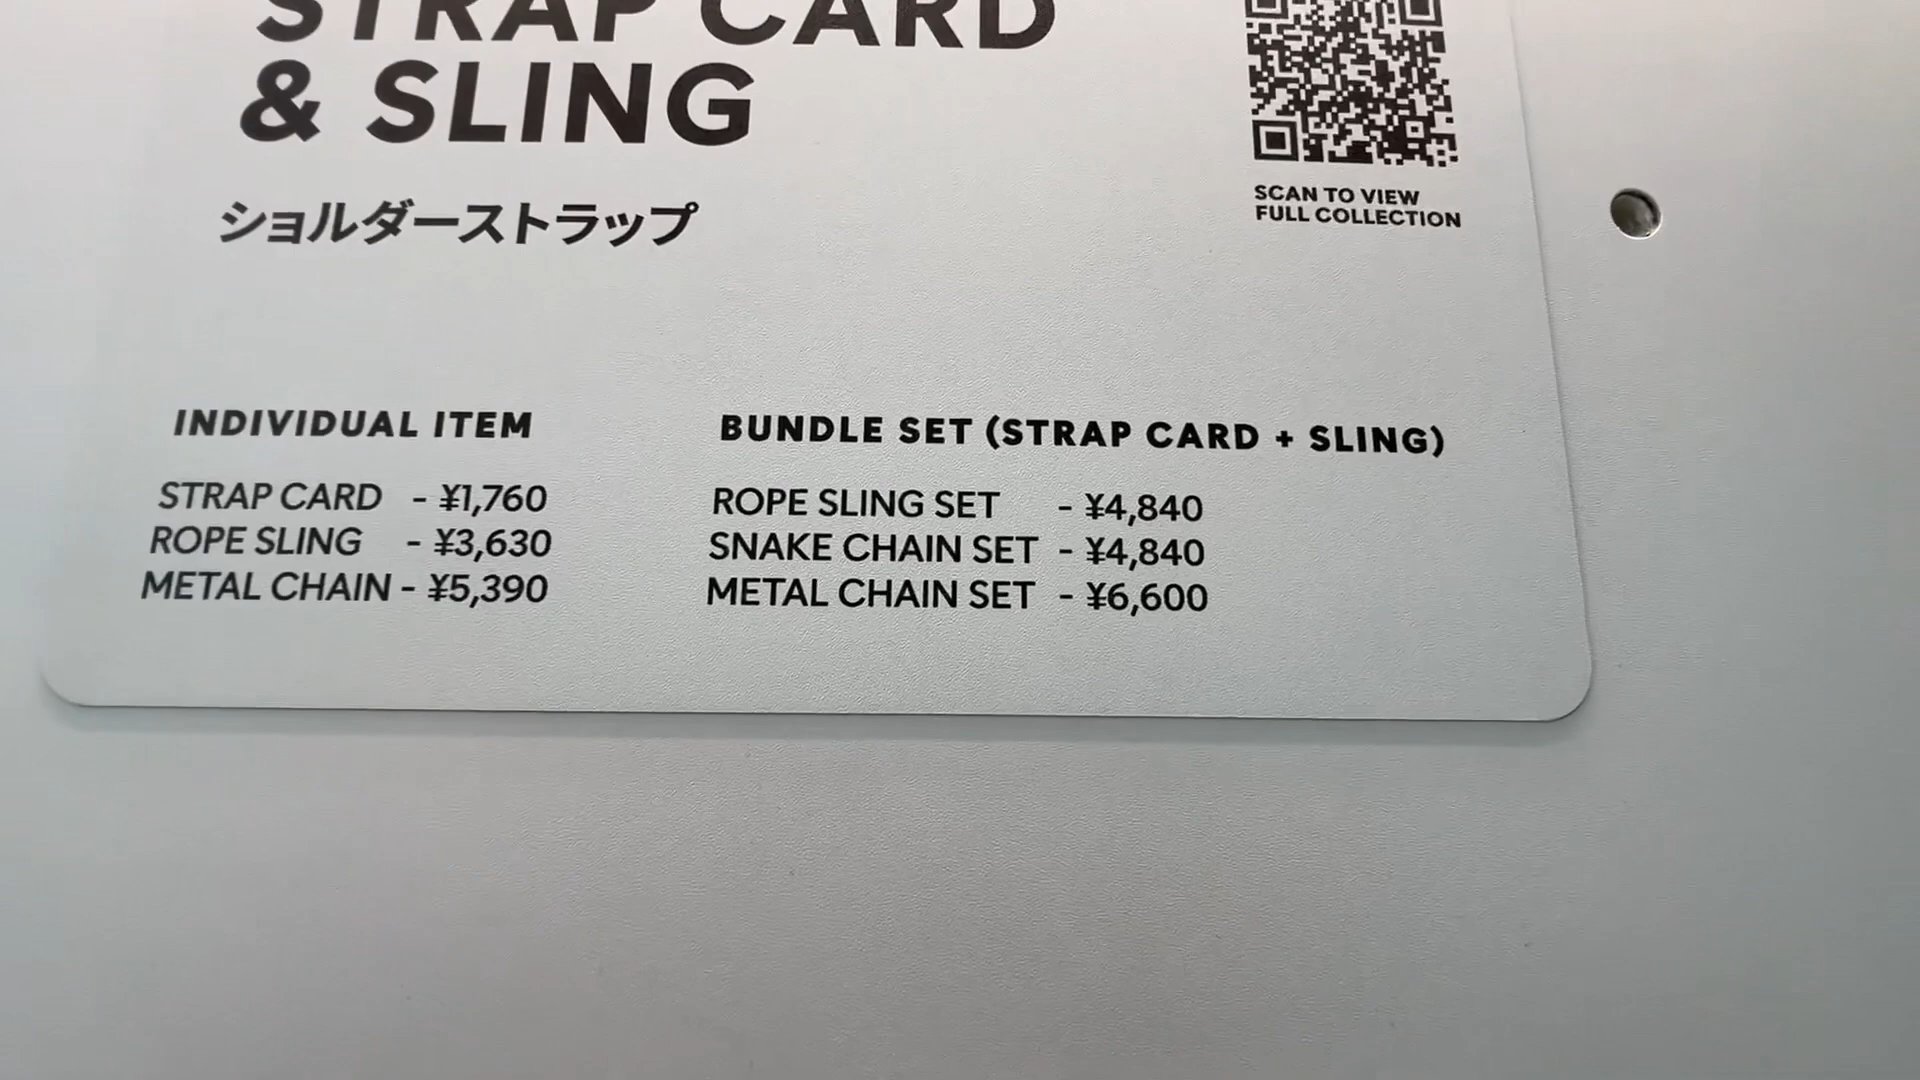 STRAP CARD
& SLING
ショルダーストラップ
SCAN TO VIEW
FULL COLLECTION
INDIVIDUAL ITEM
STRAP CARD - ¥1,760
ROPE SLING - ¥3,630
METAL CHAIN - ¥5,390
BUNDLE SET (STRAP CARD + SLING)
ROPE SLING SET - ¥4,840
SNAKE CHAIN SET - ¥4,840
METAL CHAIN SET - ¥6,600